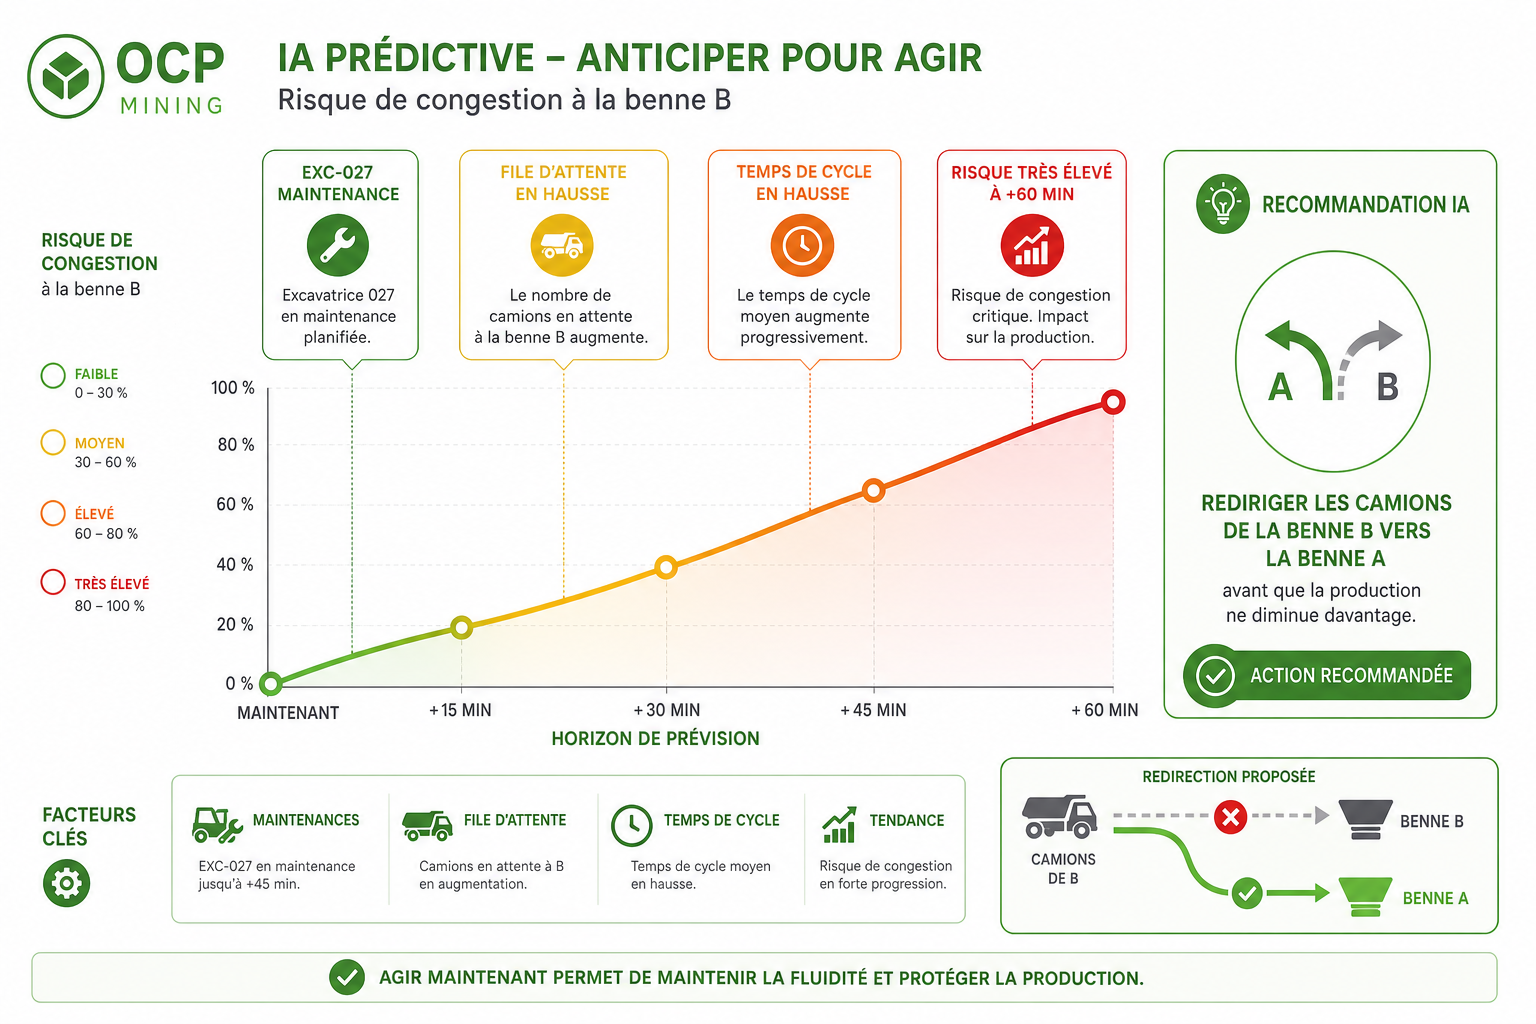 OCP
MINING
IA PRÉDICTIVE – ANTICIPER POUR AGIR
Risque de congestion à la benne B
RISQUE DE
CONGESTION
à la benne B
FAIBLE
0 – 30 %
MOYEN
30 – 60 %
ÉLEVÉ
60 – 80 %
TRÈS ÉLEVÉ
80 – 100 %
EXC-027
MAINTENANCE
Excavatrice 027
en maintenance
planifiée.
FILE D'ATTENTE
EN HAUSSE
Le nombre de
camions en attente
à la benne B augmente.
TEMPS DE CYCLE
EN HAUSSE
Le temps de cycle
moyen augmente
progressivement.
RISQUE TRÈS ÉLEVÉ
À +60 MIN
Risque de congestion
critique. Impact
sur la production.
100 %
80 %
60 %
40 %
20 %
0 %
MAINTENANT
+ 15 MIN
+ 30 MIN
+ 45 MIN
+ 60 MIN
HORIZON DE PRÉVISION
RECOMMANDATION IA
A
B
REDIRIGER LES CAMIONS
DE LA BENNE B VERS
LA BENNE A
avant que la production
ne diminue davantage.
ACTION RECOMMANDÉE
FACTEURS
CLÉS
MAINTENANCES
EXC-027 en maintenance
jusqu'à +45 min.
FILE D'ATTENTE
Camions en attente à B
en augmentation.
TEMPS DE CYCLE
Temps de cycle moyen
en hausse.
TENDANCE
Risque de congestion
en forte progression.
REDIRECTION PROPOSÉE
CAMIONS
DE B
BENNE B
BENNE A
AGIR MAINTENANT PERMET DE MAINTENIR LA FLUIDITÉ ET PROTÉGER LA PRODUCTION.